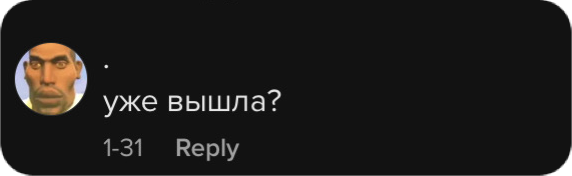 .
уже вышла?
1-31 Reply